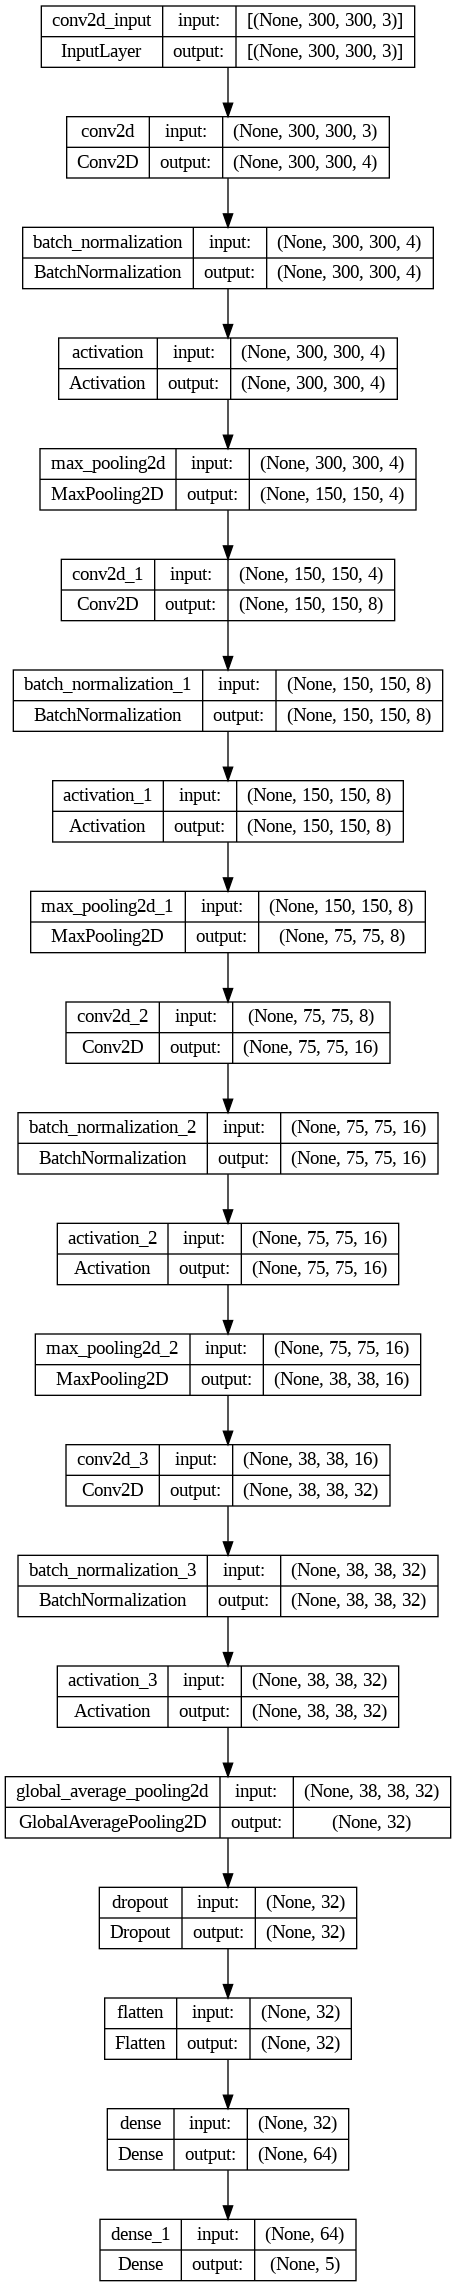 conv2d_input input: [(None, 300, 300, 3)]
InputLayer output: [(None, 300, 300, 3)]
conv2d input: (None, 300, 300, 3)
Conv2D output: (None, 300, 300, 4)
batch_normalization input: (None, 300, 300, 4)
BatchNormalization output: (None, 300, 300, 4)
activation input: (None, 300, 300, 4)
Activation output: (None, 300, 300, 4)
max_pooling2d input: (None, 300, 300, 4)
MaxPooling2D output: (None, 150, 150, 4)
conv2d_1 input: (None, 150, 150, 4)
Conv2D output: (None, 150, 150, 8)
batch_normalization_1 input: (None, 150, 150, 8)
BatchNormalization output: (None, 150, 150, 8)
activation_1 input: (None, 150, 150, 8)
Activation output: (None, 150, 150, 8)
max_pooling2d_1 input: (None, 150, 150, 8)
MaxPooling2D output: (None, 75, 75, 8)
conv2d_2 input: (None, 75, 75, 8)
Conv2D output: (None, 75, 75, 16)
batch_normalization_2 input: (None, 75, 75, 16)
BatchNormalization output: (None, 75, 75, 16)
activation_2 input: (None, 75, 75, 16)
Activation output: (None, 75, 75, 16)
max_pooling2d_2 input: (None, 75, 75, 16)
MaxPooling2D output: (None, 38, 38, 16)
conv2d_3 input: (None, 38, 38, 16)
Conv2D output: (None, 38, 38, 32)
batch_normalization_3 input: (None, 38, 38, 32)
BatchNormalization output: (None, 38, 38, 32)
activation_3 input: (None, 38, 38, 32)
Activation output: (None, 38, 38, 32)
global_average_pooling2d input: (None, 38, 38, 32)
GlobalAveragePooling2D output: (None, 32)
dropout input: (None, 32)
Dropout output: (None, 32)
flatten input: (None, 32)
Flatten output: (None, 32)
dense input: (None, 32)
Dense output: (None, 64)
dense_1 input: (None, 64)
Dense output: (None, 5)